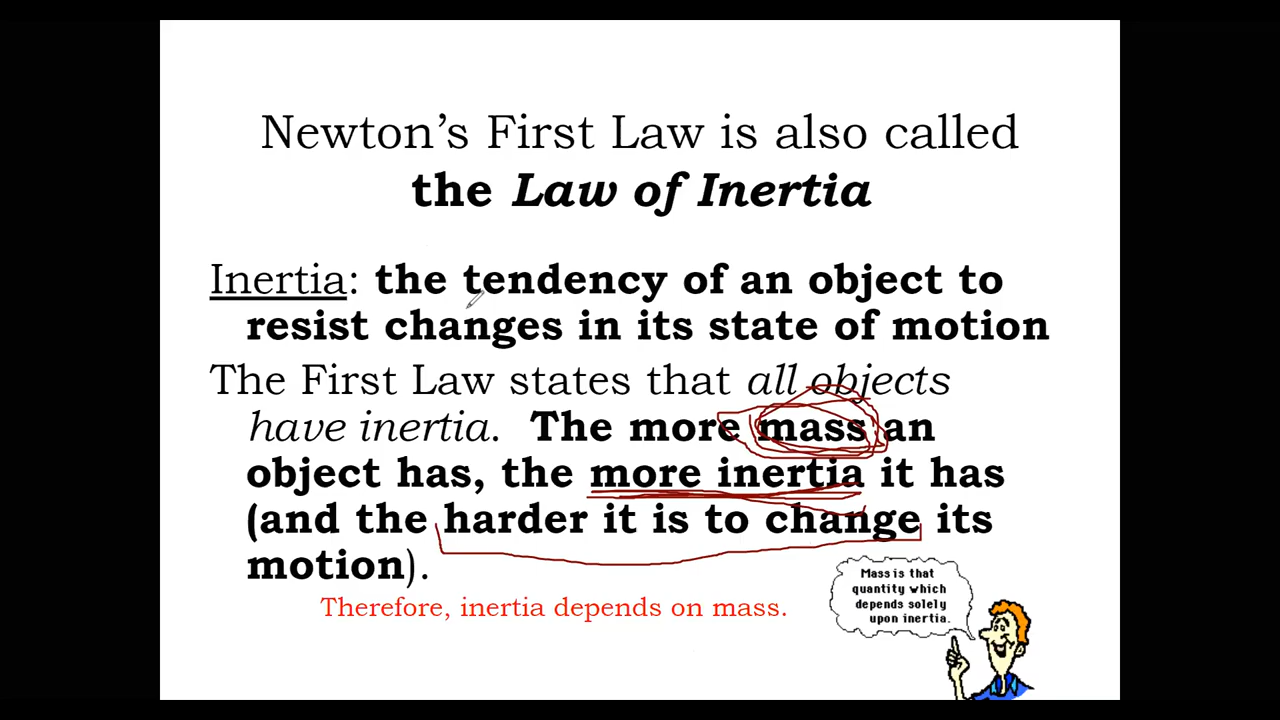 Newton’s First Law is also called
the Law of Inertia
Inertia: the tendency of an object to
resist changes in its state of motion
The First Law states that all objects
have inertia. The more mass an
object has, the more inertia it has
(and the harder it is to change its
motion).
Therefore, inertia depends on mass.
Mass is that
quantity which
depends solely
upon inertia.